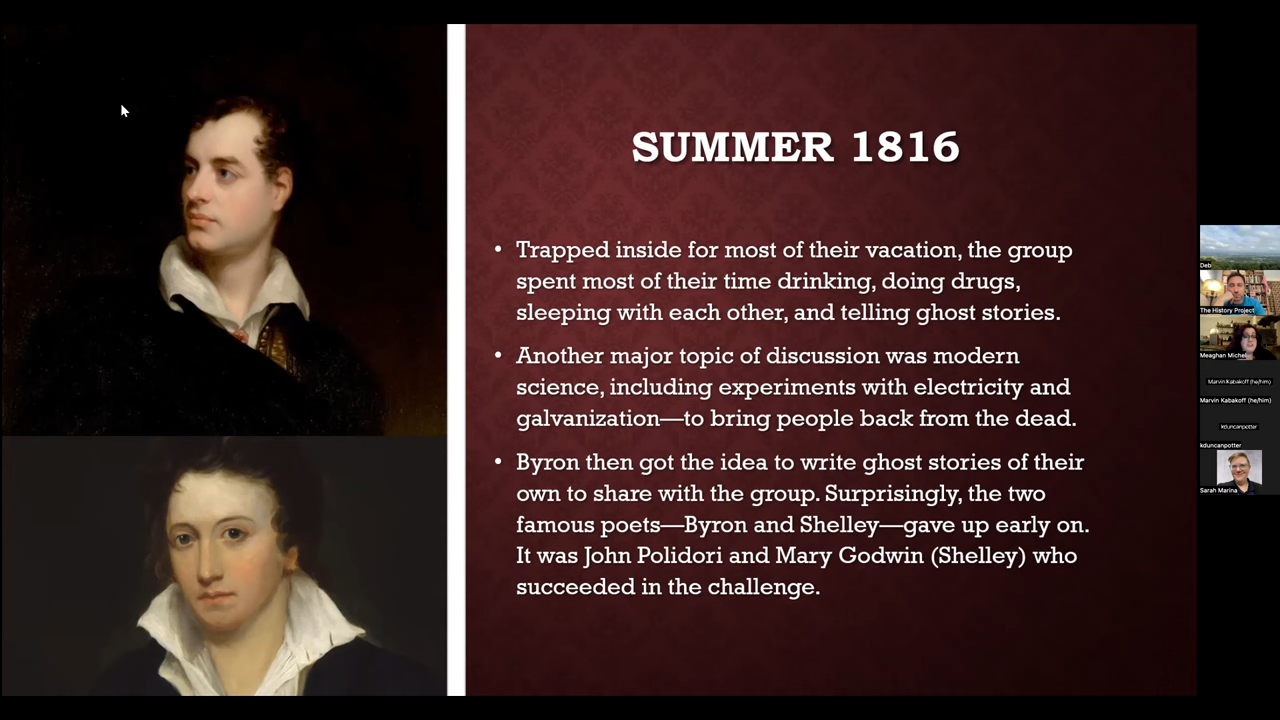 SUMMER 1816
• Trapped inside for most of their vacation, the group
spent most of their time drinking, doing drugs,
sleeping with each other, and telling ghost stories.
• Another major topic of discussion was modern
science, including experiments with electricity and
galvanization—to bring people back from the dead.
• Byron then got the idea to write ghost stories of their
own to share with the group. Surprisingly, the two
famous poets—Byron and Shelley—gave up early on.
It was John Polidori and Mary Godwin (Shelley) who
succeeded in the challenge.
Deb
The History Project
Meaghan Michel
Marvin Kabakoff (he/him)
Marvin Kabakoff (he/him)
kduncanpotter
kduncanpotter
Sarah Marina